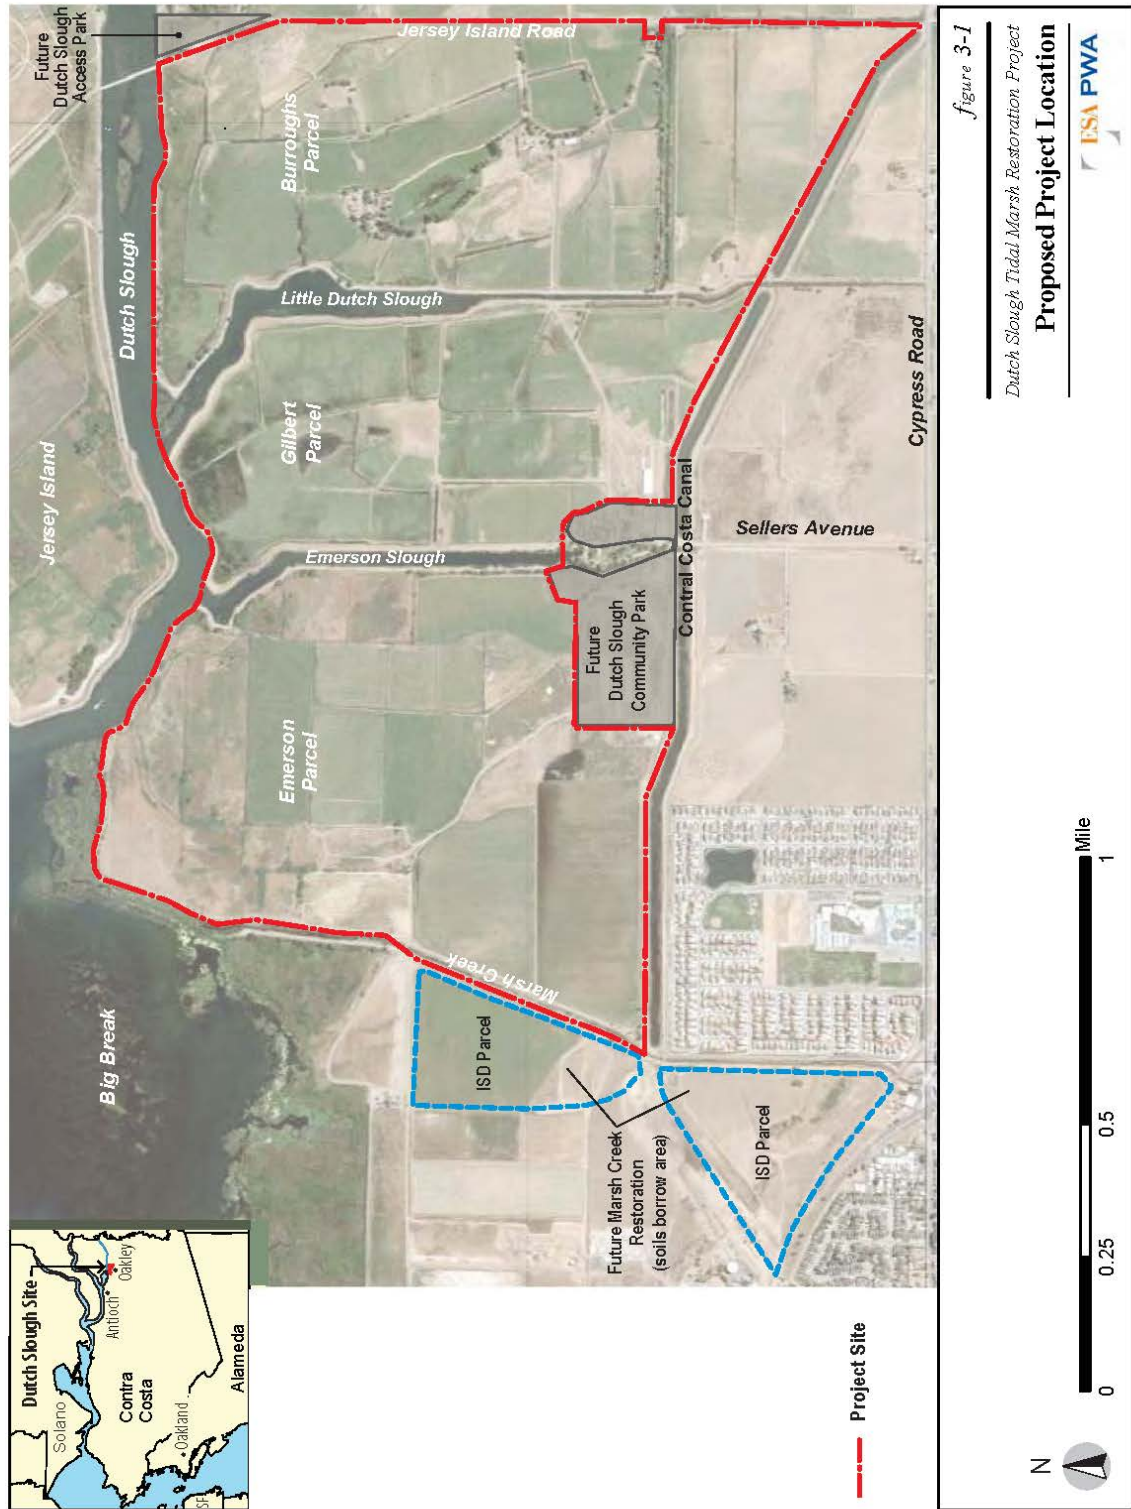 Dutch Slough Site
Solano
Antioch
Oakley
Contra
Costa
Oakland
Alameda
SF
Big Break
Jersey Island
Dutch Slough
Future
Dutch Slough
Access Park
Jersey Island Road
Burroughs
Parcel
Little Dutch Slough
Gilbert
Parcel
Emerson Slough
Emerson
Parcel
Marsh Creek
ISD Parcel
Future Marsh Creek
Restoration
(soils borrow area)
ISD Parcel
Future
Dutch Slough
Community Park
Contral Costa Canal
Sellers Avenue
Cypress Road
Project Site
N
0
0.25
0.5
1
Mile
figure 3-1
Dutch Slough Tidal Marsh Restoration Project
Proposed Project Location
ESA PWA